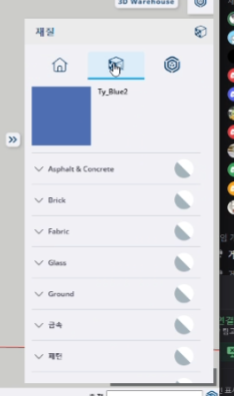 3D Warehouse
재질
Ty_Blue2
Asphalt & Concrete
Brick
Fabric
Glass
Ground
금속
패턴